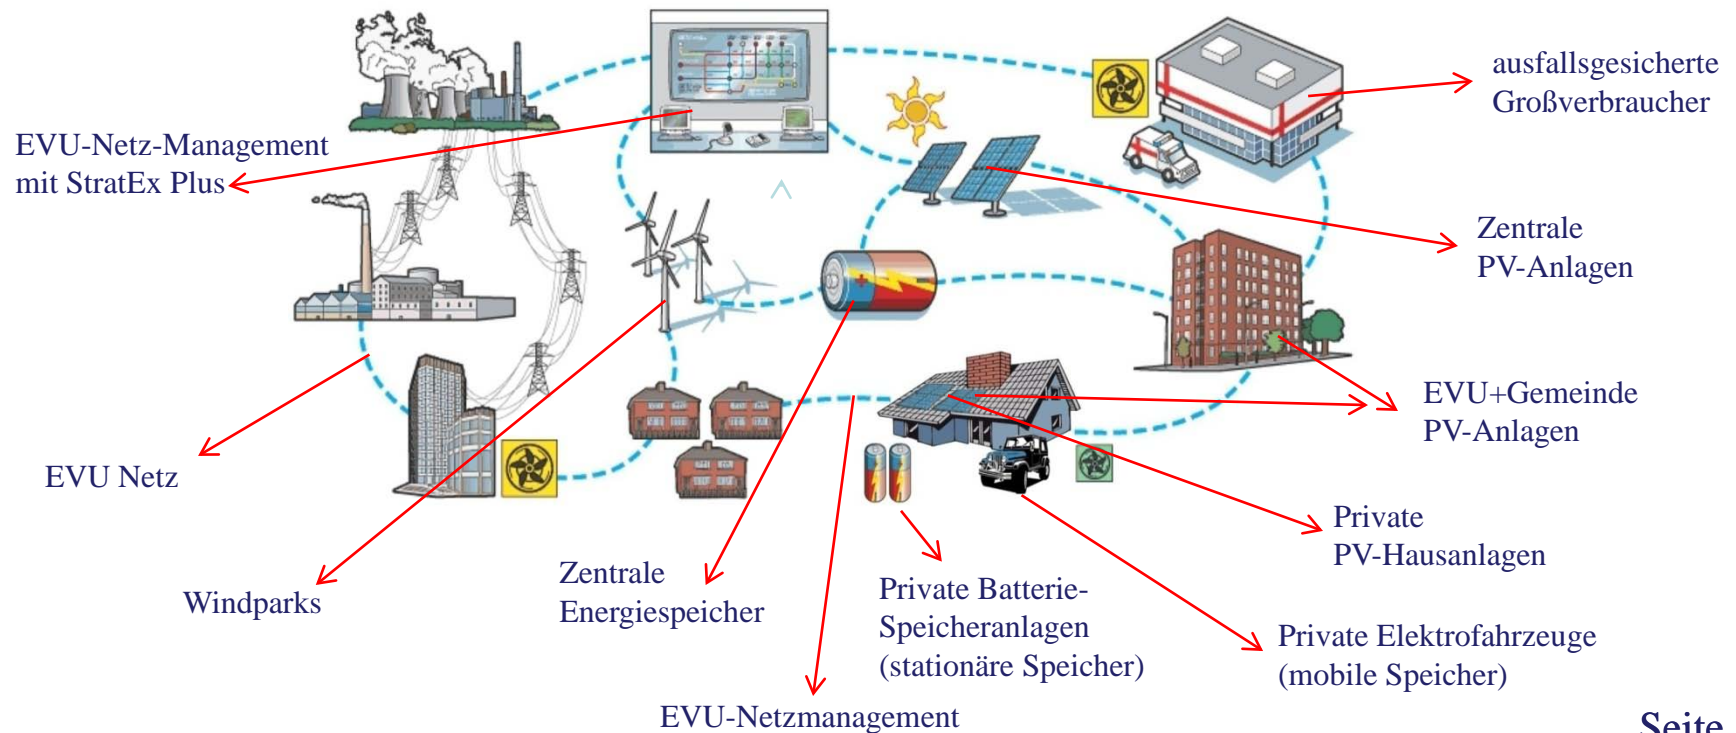 ausfallsgesicherte
Großverbraucher
EVU-Netz-Management
mit StratEx Plus
Zentrale
PV-Anlagen
EVU+Gemeinde
PV-Anlagen
EVU Netz
Private
PV-Hausanlagen
Windparks
Zentrale
Energiespeicher
Private Batterie-
Speicheranlagen
(stationäre Speicher)
Private Elektrofahrzeuge
(mobile Speicher)
EVU-Netzmanagement
Seite